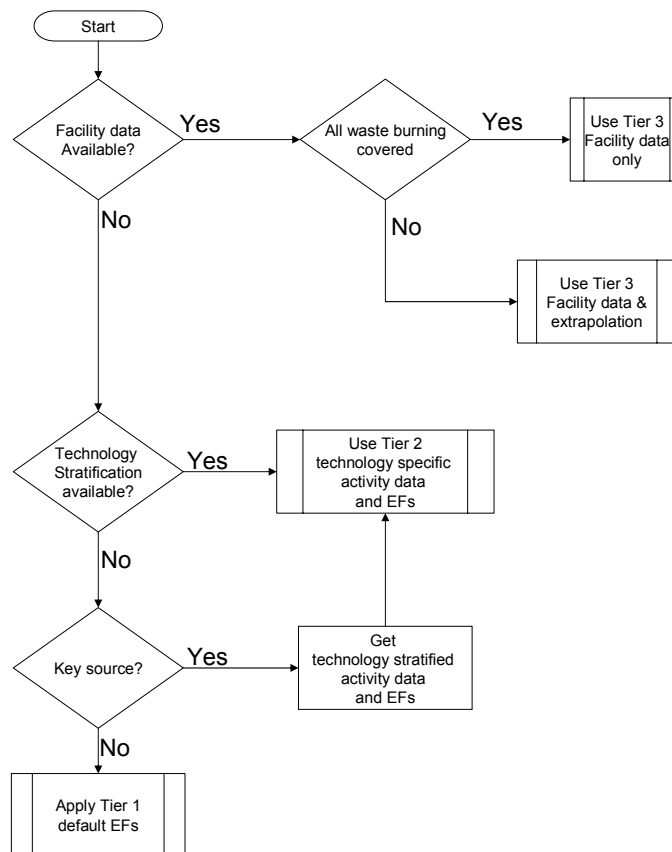 Start
Facility data
Available?
Yes
All waste burning
covered
Yes
Use Tier 3
Facility data
only
No
No
Use Tier 3
Facility data &
extrapolation
Technology
Stratification
available?
Yes
Use Tier 2
technology specific
activity data
and EFs
No
Key source?
Yes
Get
technology stratified
activity data
and EFs
No
Apply Tier 1
default EFs